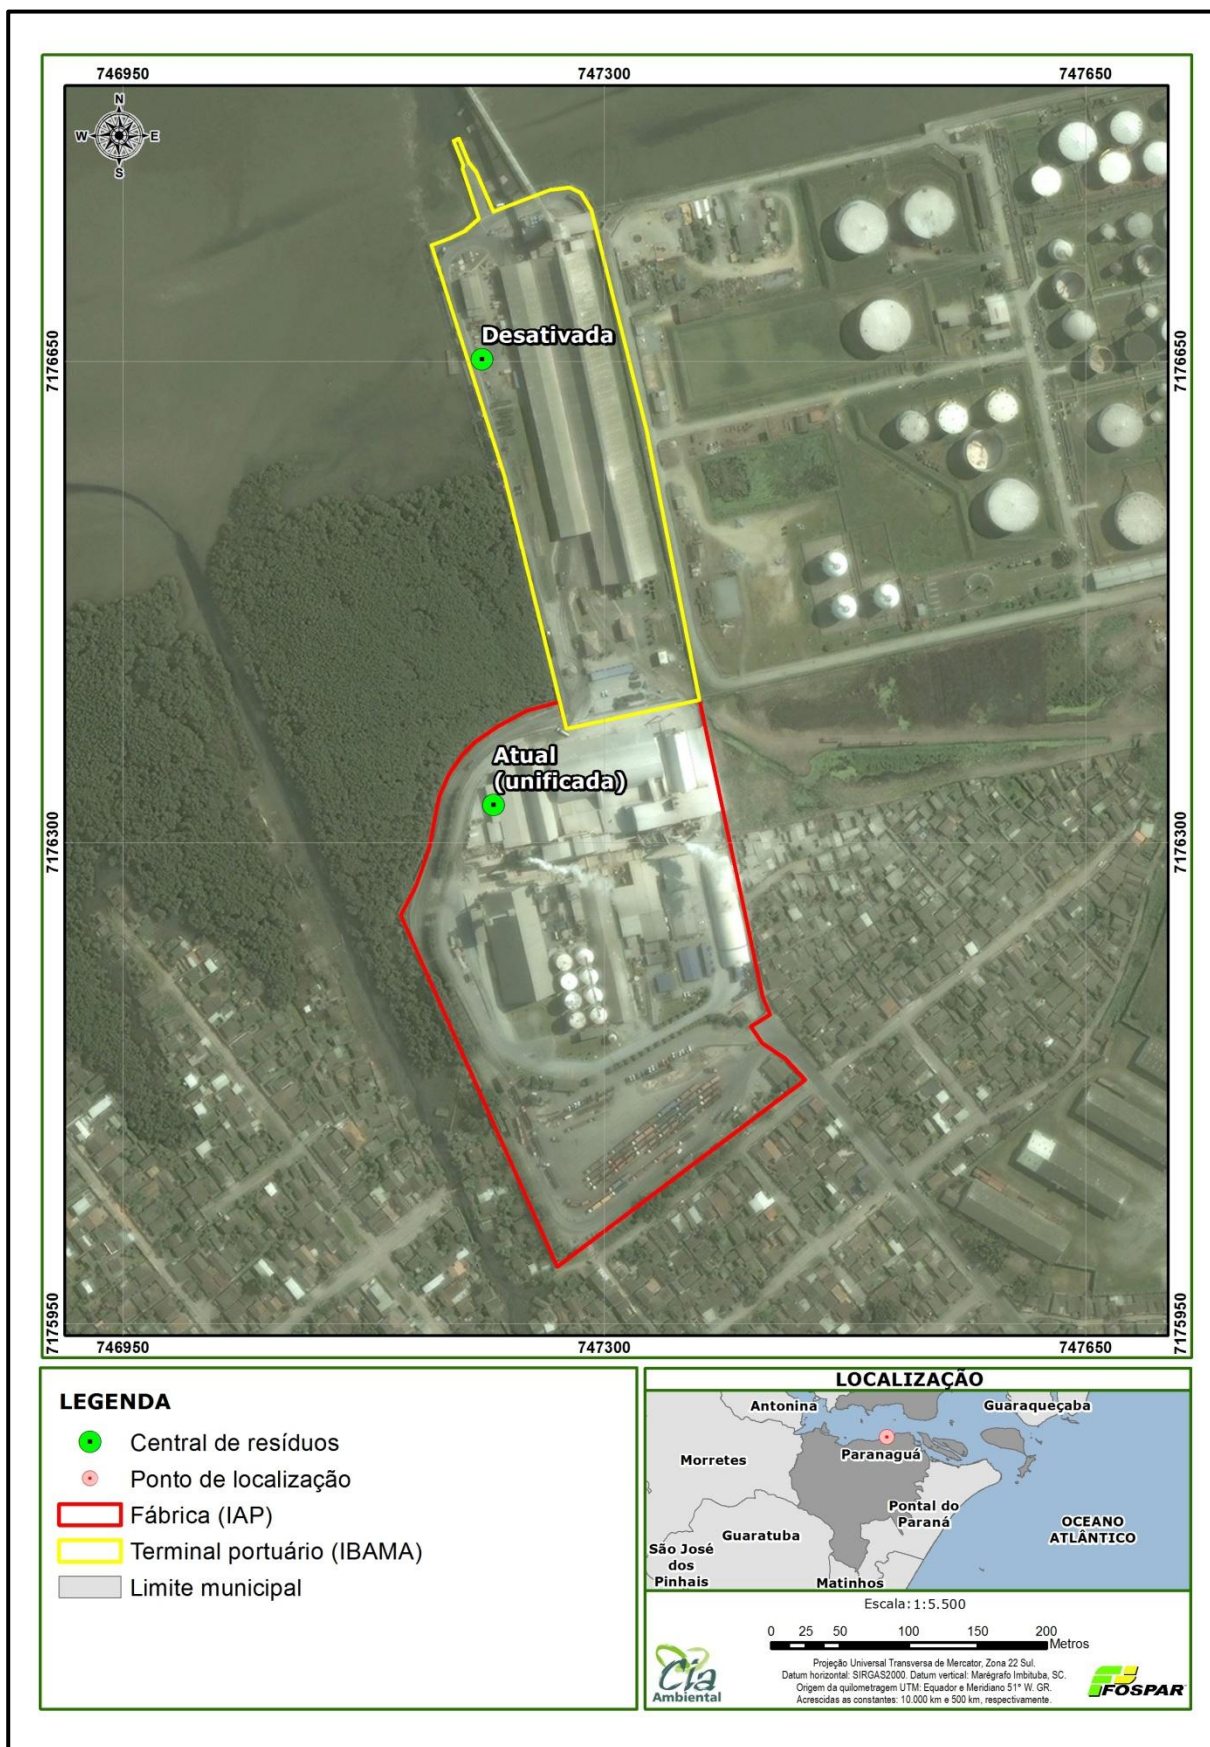 746950 747300 747650
N
W E
S
Desativada
7176650 7176650
Atual
(unificada)
7176300 7176300
7175950 7175950
746950 747300 747650
LEGENDA
Central de resíduos
Ponto de localização
Fábrica (IAP)
Terminal portuário (IBAMA)
Limite municipal
LOCALIZAÇÃO
Antonina
Guaraqueçaba
Morretes
Paranaguá
Pontal do
Paraná
Guaratuba
OCEANO
ATLÂNTICO
São José
dos
Pinhais
Matinhos
Escala: 1:5.500
0 25 50 100 150 200
Metros
Projeção Universal Transversa de Mercator, Zona 22 Sul.
Datum horizontal: SIRGAS2000. Datum vertical: Marégrafo Imbituba, SC.
Origem da quilometragem UTM: Equador e Meridiano 51° W. GR.
Acrescidas as constantes: 10.000 km e 500 km, respectivamente.
Cia
Ambiental
FOSPAR